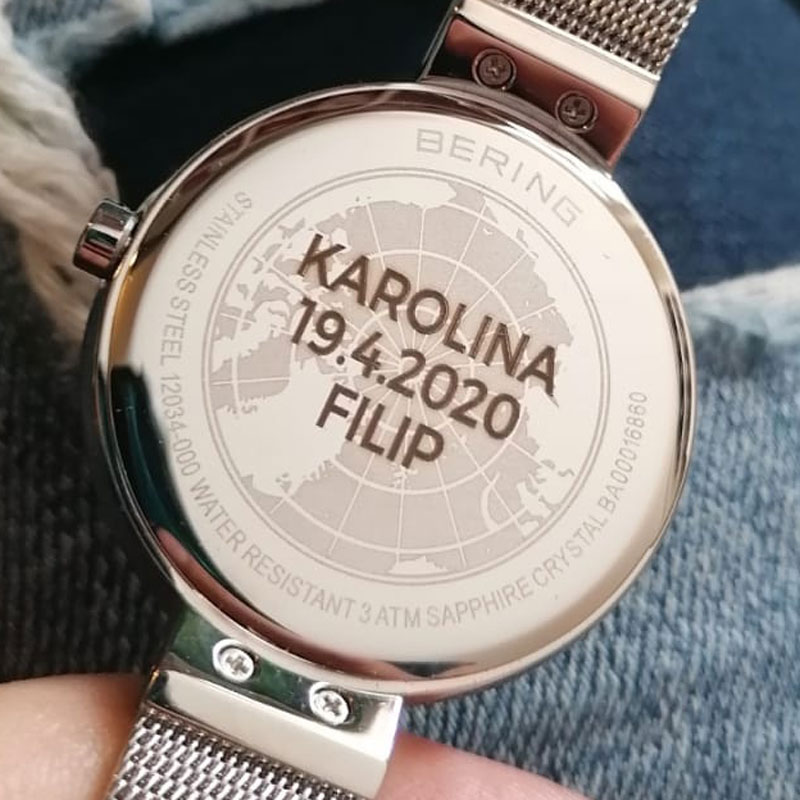 BERING
KAROLINA
19.4.2020
FILIP
STAINLESS STEEL 12034-000 WATER RESISTANT 3 ATM SAPPHIRE CRYSTAL BA00016860